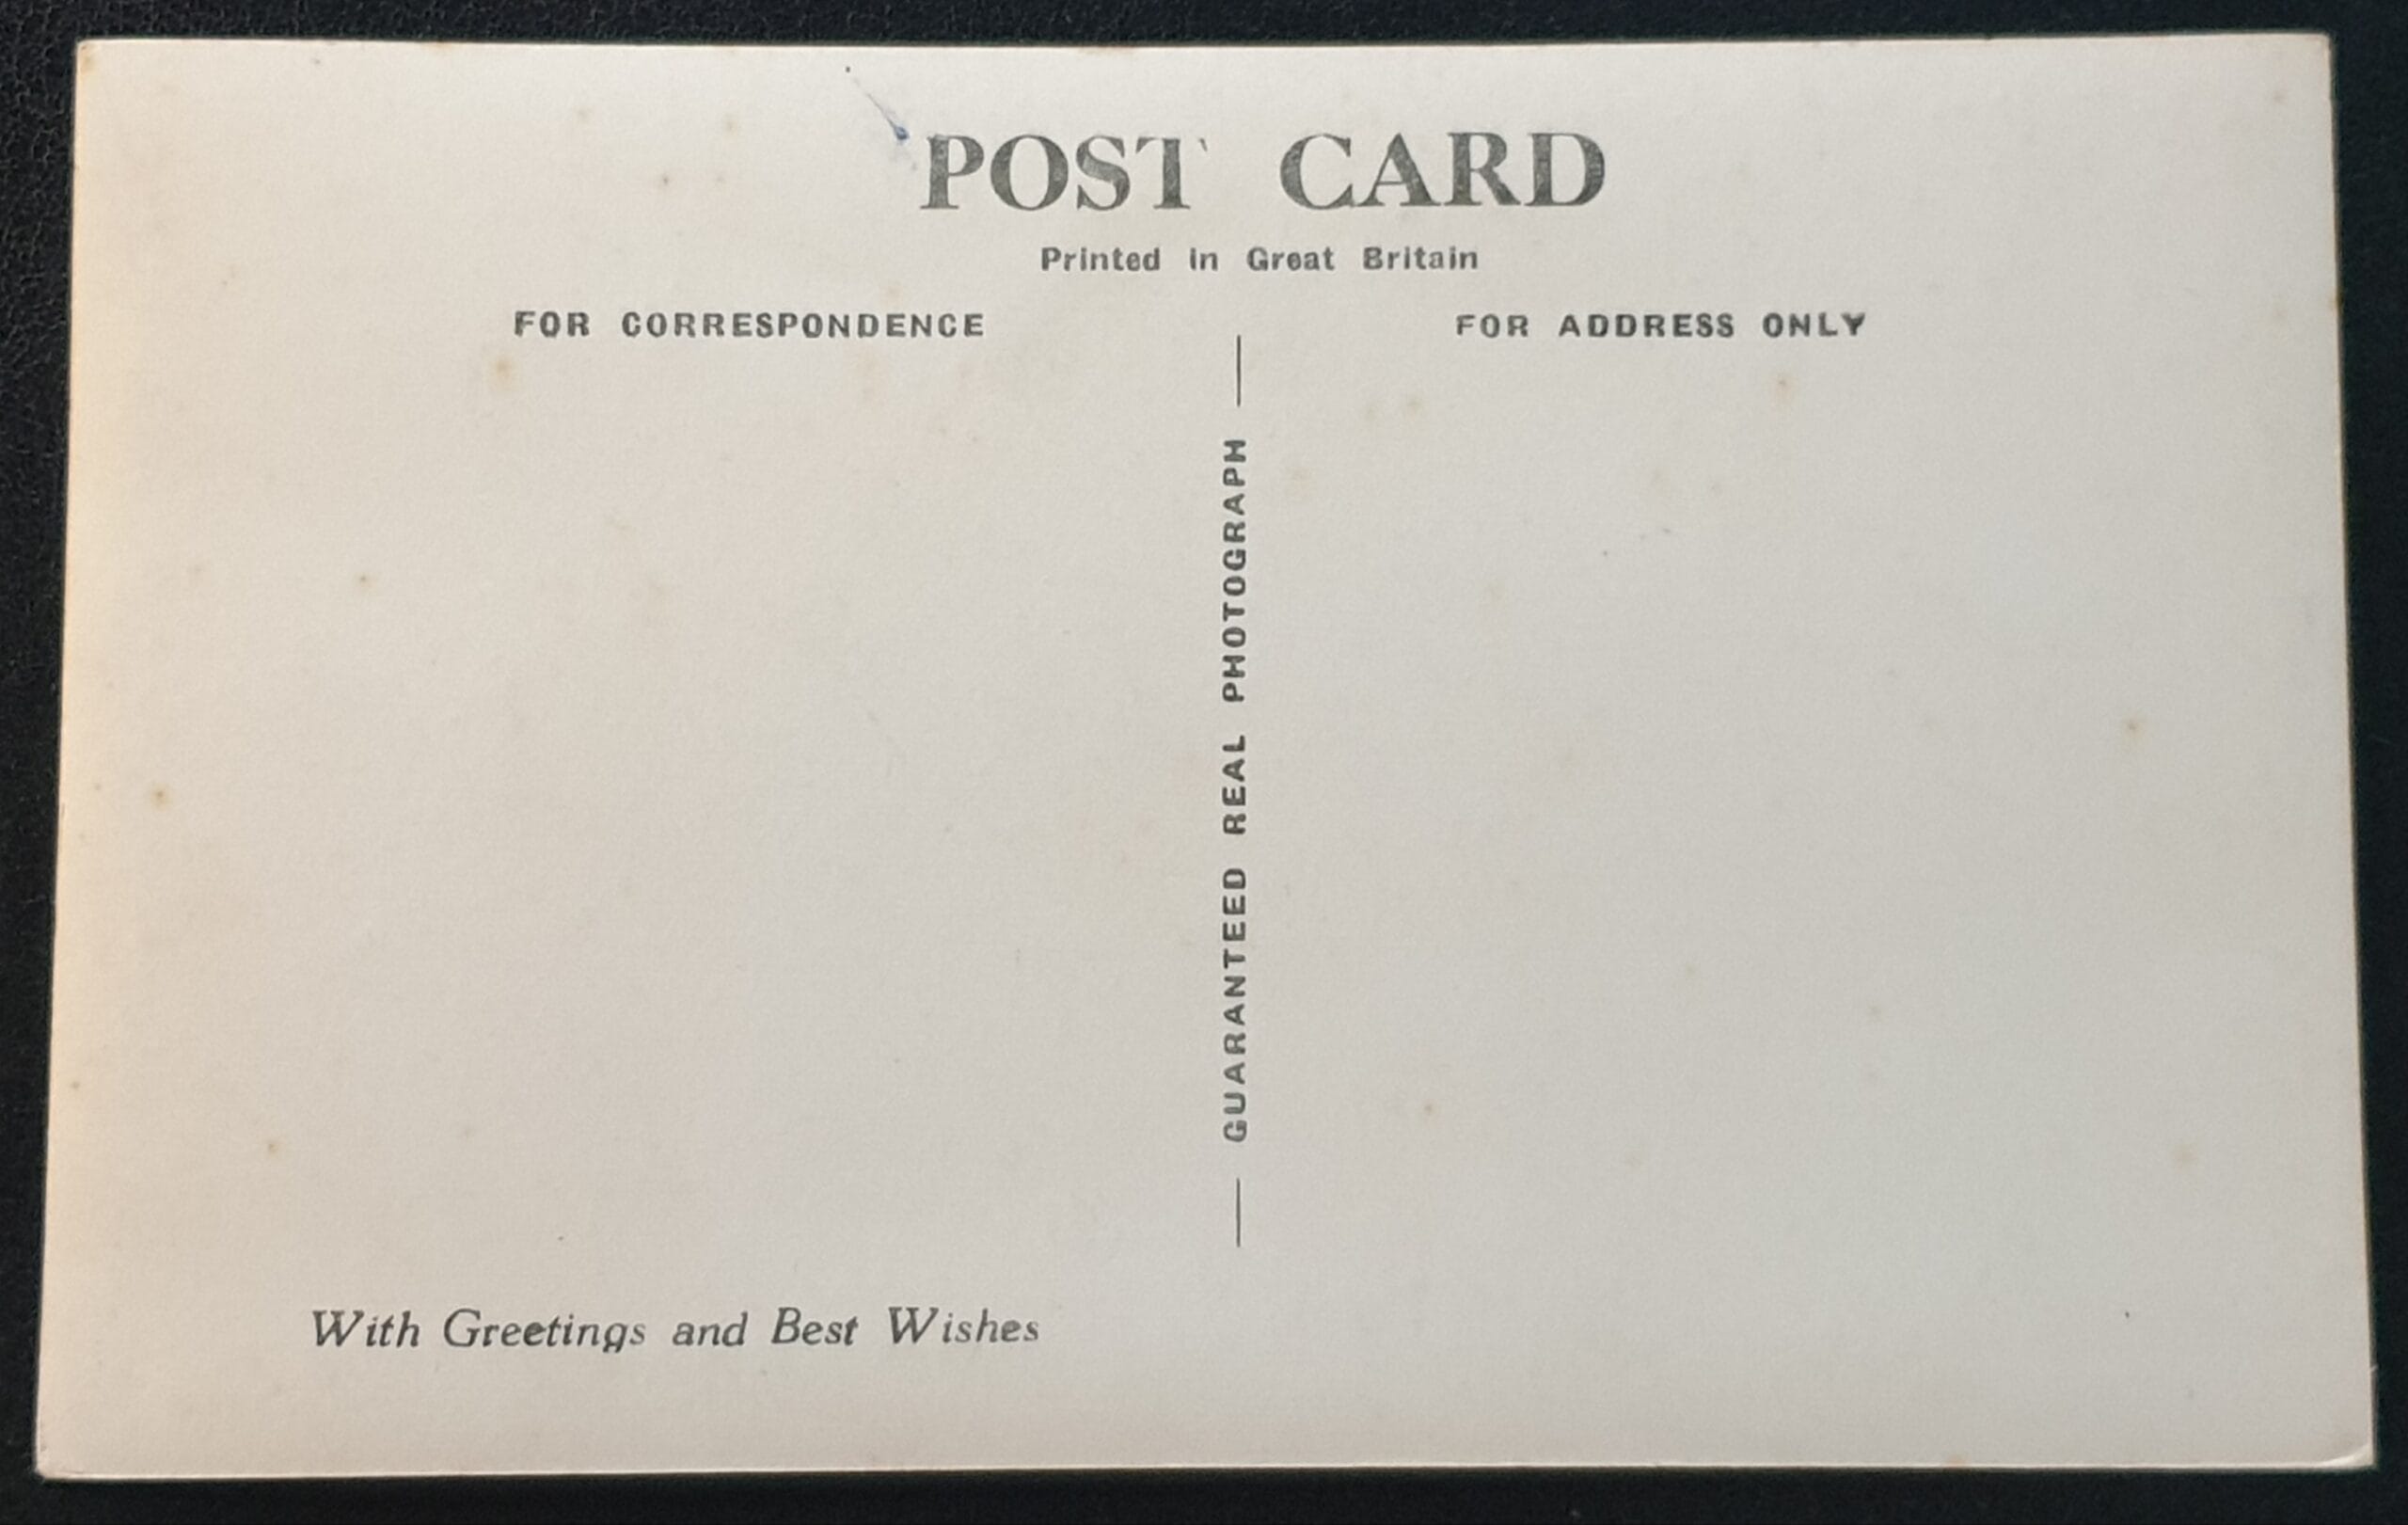 POST CARD
Printed in Great Britain
FOR CORRESPONDENCE
FOR ADDRESS ONLY
GUARANTEED REAL PHOTOGRAPH
With Greetings and Best Wishes